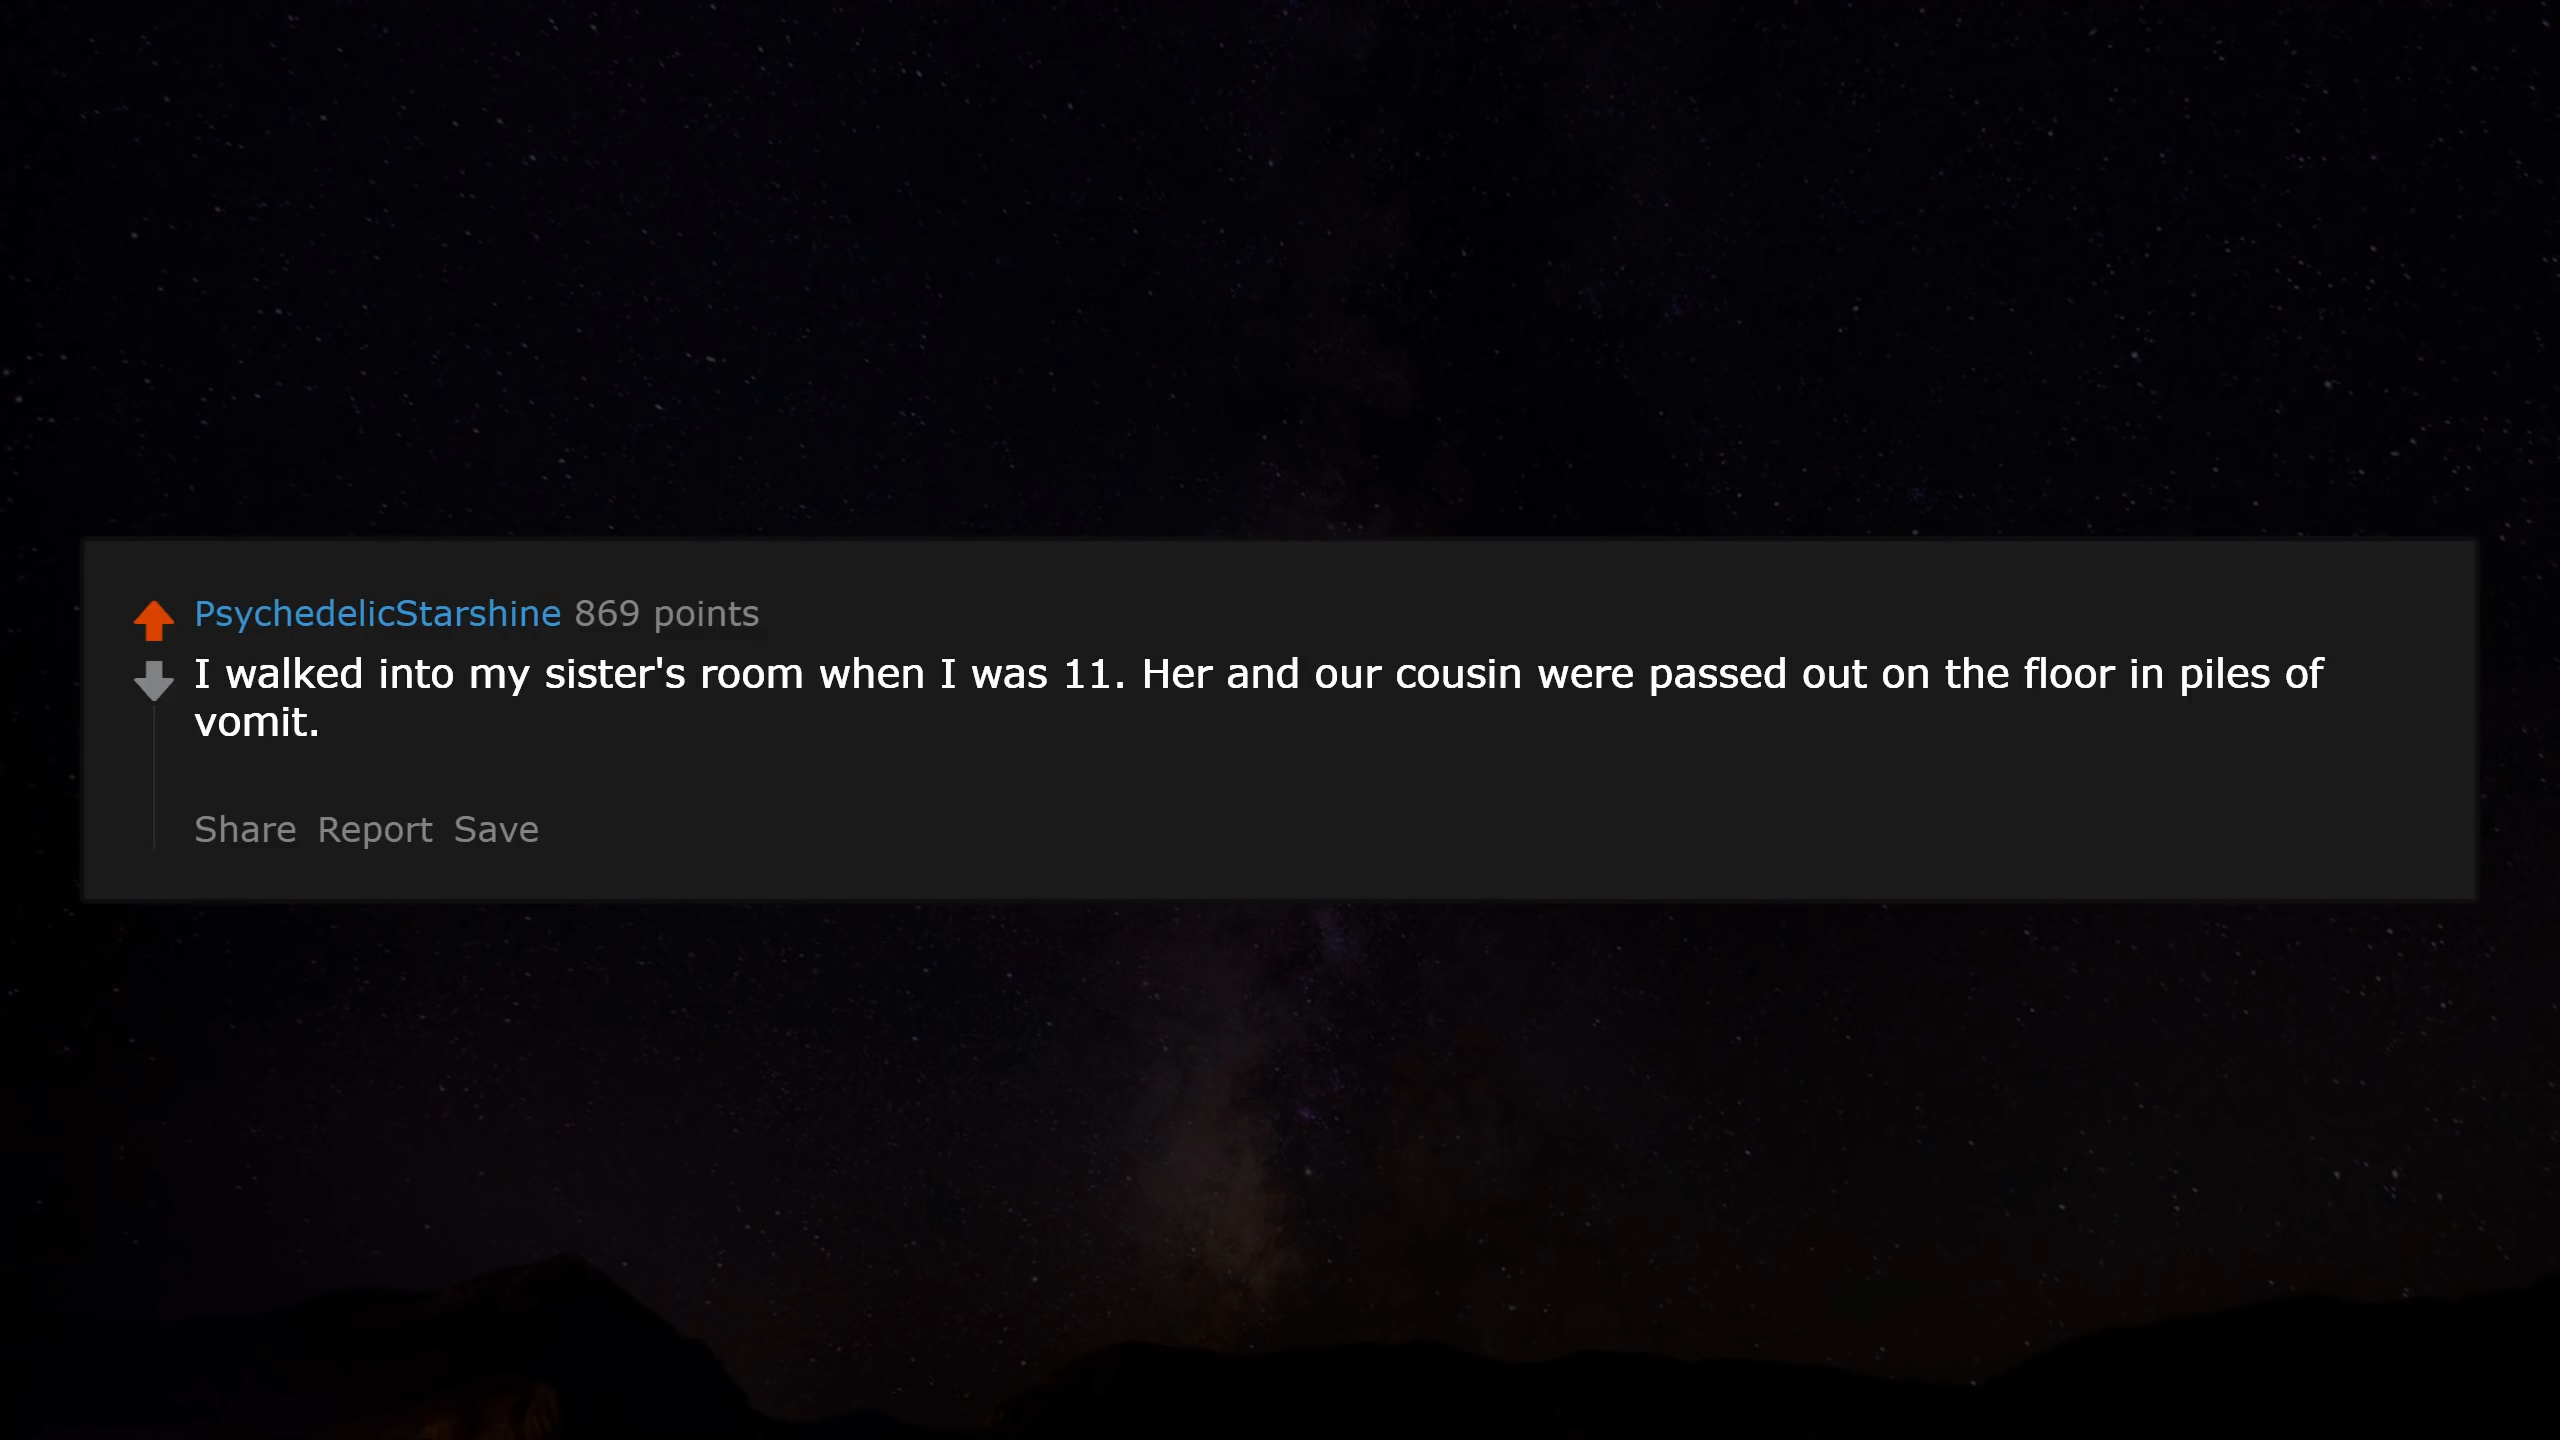 PsychedelicStarshine 869 points
I walked into my sister's room when I was 11. Her and our cousin were passed out on the floor in piles of
vomit.
Share Report Save